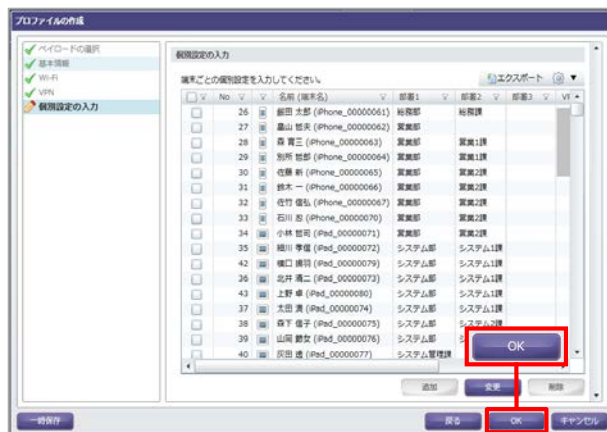 プロファイルの作成
ペイロードの選択
基本情報
Wi-Fi
VPN
個別設定の入力
個別設定の入力
端末ごとの個別設定を入力してください。
エクスポート
No 名前 (端末名) 部署1 部署2 部署3
26 飯田 太郎 (iPhone_00000061) 総務部 総務課
27 畠山 哲夫 (iPhone_00000062) 営業部
28 森 育三 (iPhone_00000063) 営業部 営業1課
29 別所 哲郎 (iPhone_00000064) 営業部 営業1課
30 佐藤 新 (iPhone_00000065) 営業部 営業2課
31 鈴木 一 (iPhone_00000066) 営業部 営業2課
32 佐竹 信弘 (iPhone_00000067) 営業部 営業2課
33 石川 忍 (iPhone_00000070) 営業部 営業2課
34 小林 哲司 (iPad_00000071) 営業部 営業2課
35 細川 孝信 (iPad_00000072) システム部 システム1課
42 樋口 (iPad_00000079) システム部 システム1課
36 北井 清二 (iPad_00000073) システム部 システム1課
43 上野 卓 (iPad_00000080) システム部 システム1課
37 太田 清 (iPad_00000074) システム部 システム1課
38 森下 信子 (iPad_00000075) システム部 システム2課
39 山岡 (iPad_00000076) システム部
40 灰田 透 (iPad_00000077) システム管理課
OK
追加 変更 削除
一時保存 戻る OK キャンセル